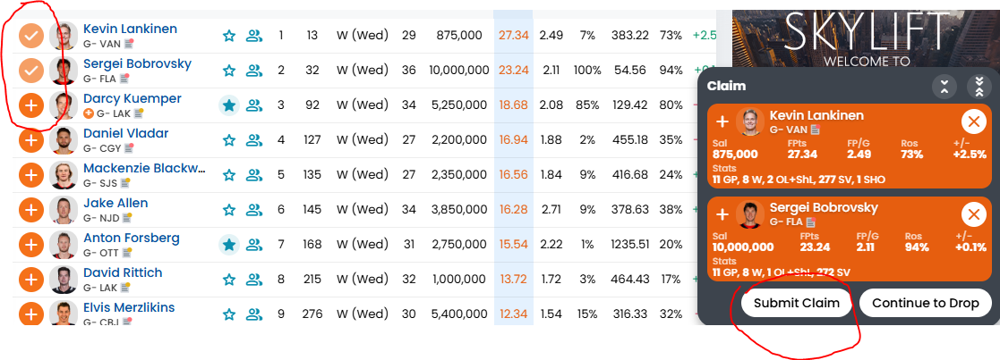 Kevin Lankinen 1 13 W (Wed) 29 875,000 27.34 2.49 7% 383.22 73% +2.5
G- VAN
Sergei Bobrovsky 2 32 W (Wed) 36 10,000,000 23.24 2.11 100% 54.56 94%
G- FLA
Darcy Kuemper 3 92 W (Wed) 34 5,250,000 18.68 2.08 85% 129.42 80%
G- LAK
Daniel Vladar 4 127 W (Wed) 27 2,200,000 16.94 1.88 2% 455.18 35%
G- CGY
Mackenzie Blackw... 5 135 W (Wed) 27 2,350,000 16.56 1.84 9% 416.68 24%
G- SJS
Jake Allen 6 145 W (Wed) 34 3,850,000 16.28 2.71 9% 378.63 38%
G- NJD
Anton Forsberg 7 168 W (Wed) 31 2,750,000 15.54 2.22 1% 1235.51 20%
G- OTT
David Rittich 8 215 W (Wed) 32 1,000,000 13.72 1.72 3% 464.43 17%
G- LAK
Elvis Merzlikins 9 276 W (Wed) 30 5,400,000 12.34 1.54 15% 316.33 32%
G- CBJ
SKYLIFT
WELCOME TO
Claim
Kevin Lankinen
G- VAN
Sal FPts FP/G Ros +/-
875,000 27.34 2.49 73% +2.5%
Stats
11 GP, 8 W, 2 OL+ShL, 277 SV, 1 SHO
Sergei Bobrovsky
G- FLA
Sal FPts FP/G Ros +/-
10,000,000 23.24 2.11 94% +0.1%
Stats
11 GP, 8 W, 1 OL+ShL, 272 SV
Submit Claim Continue to Drop